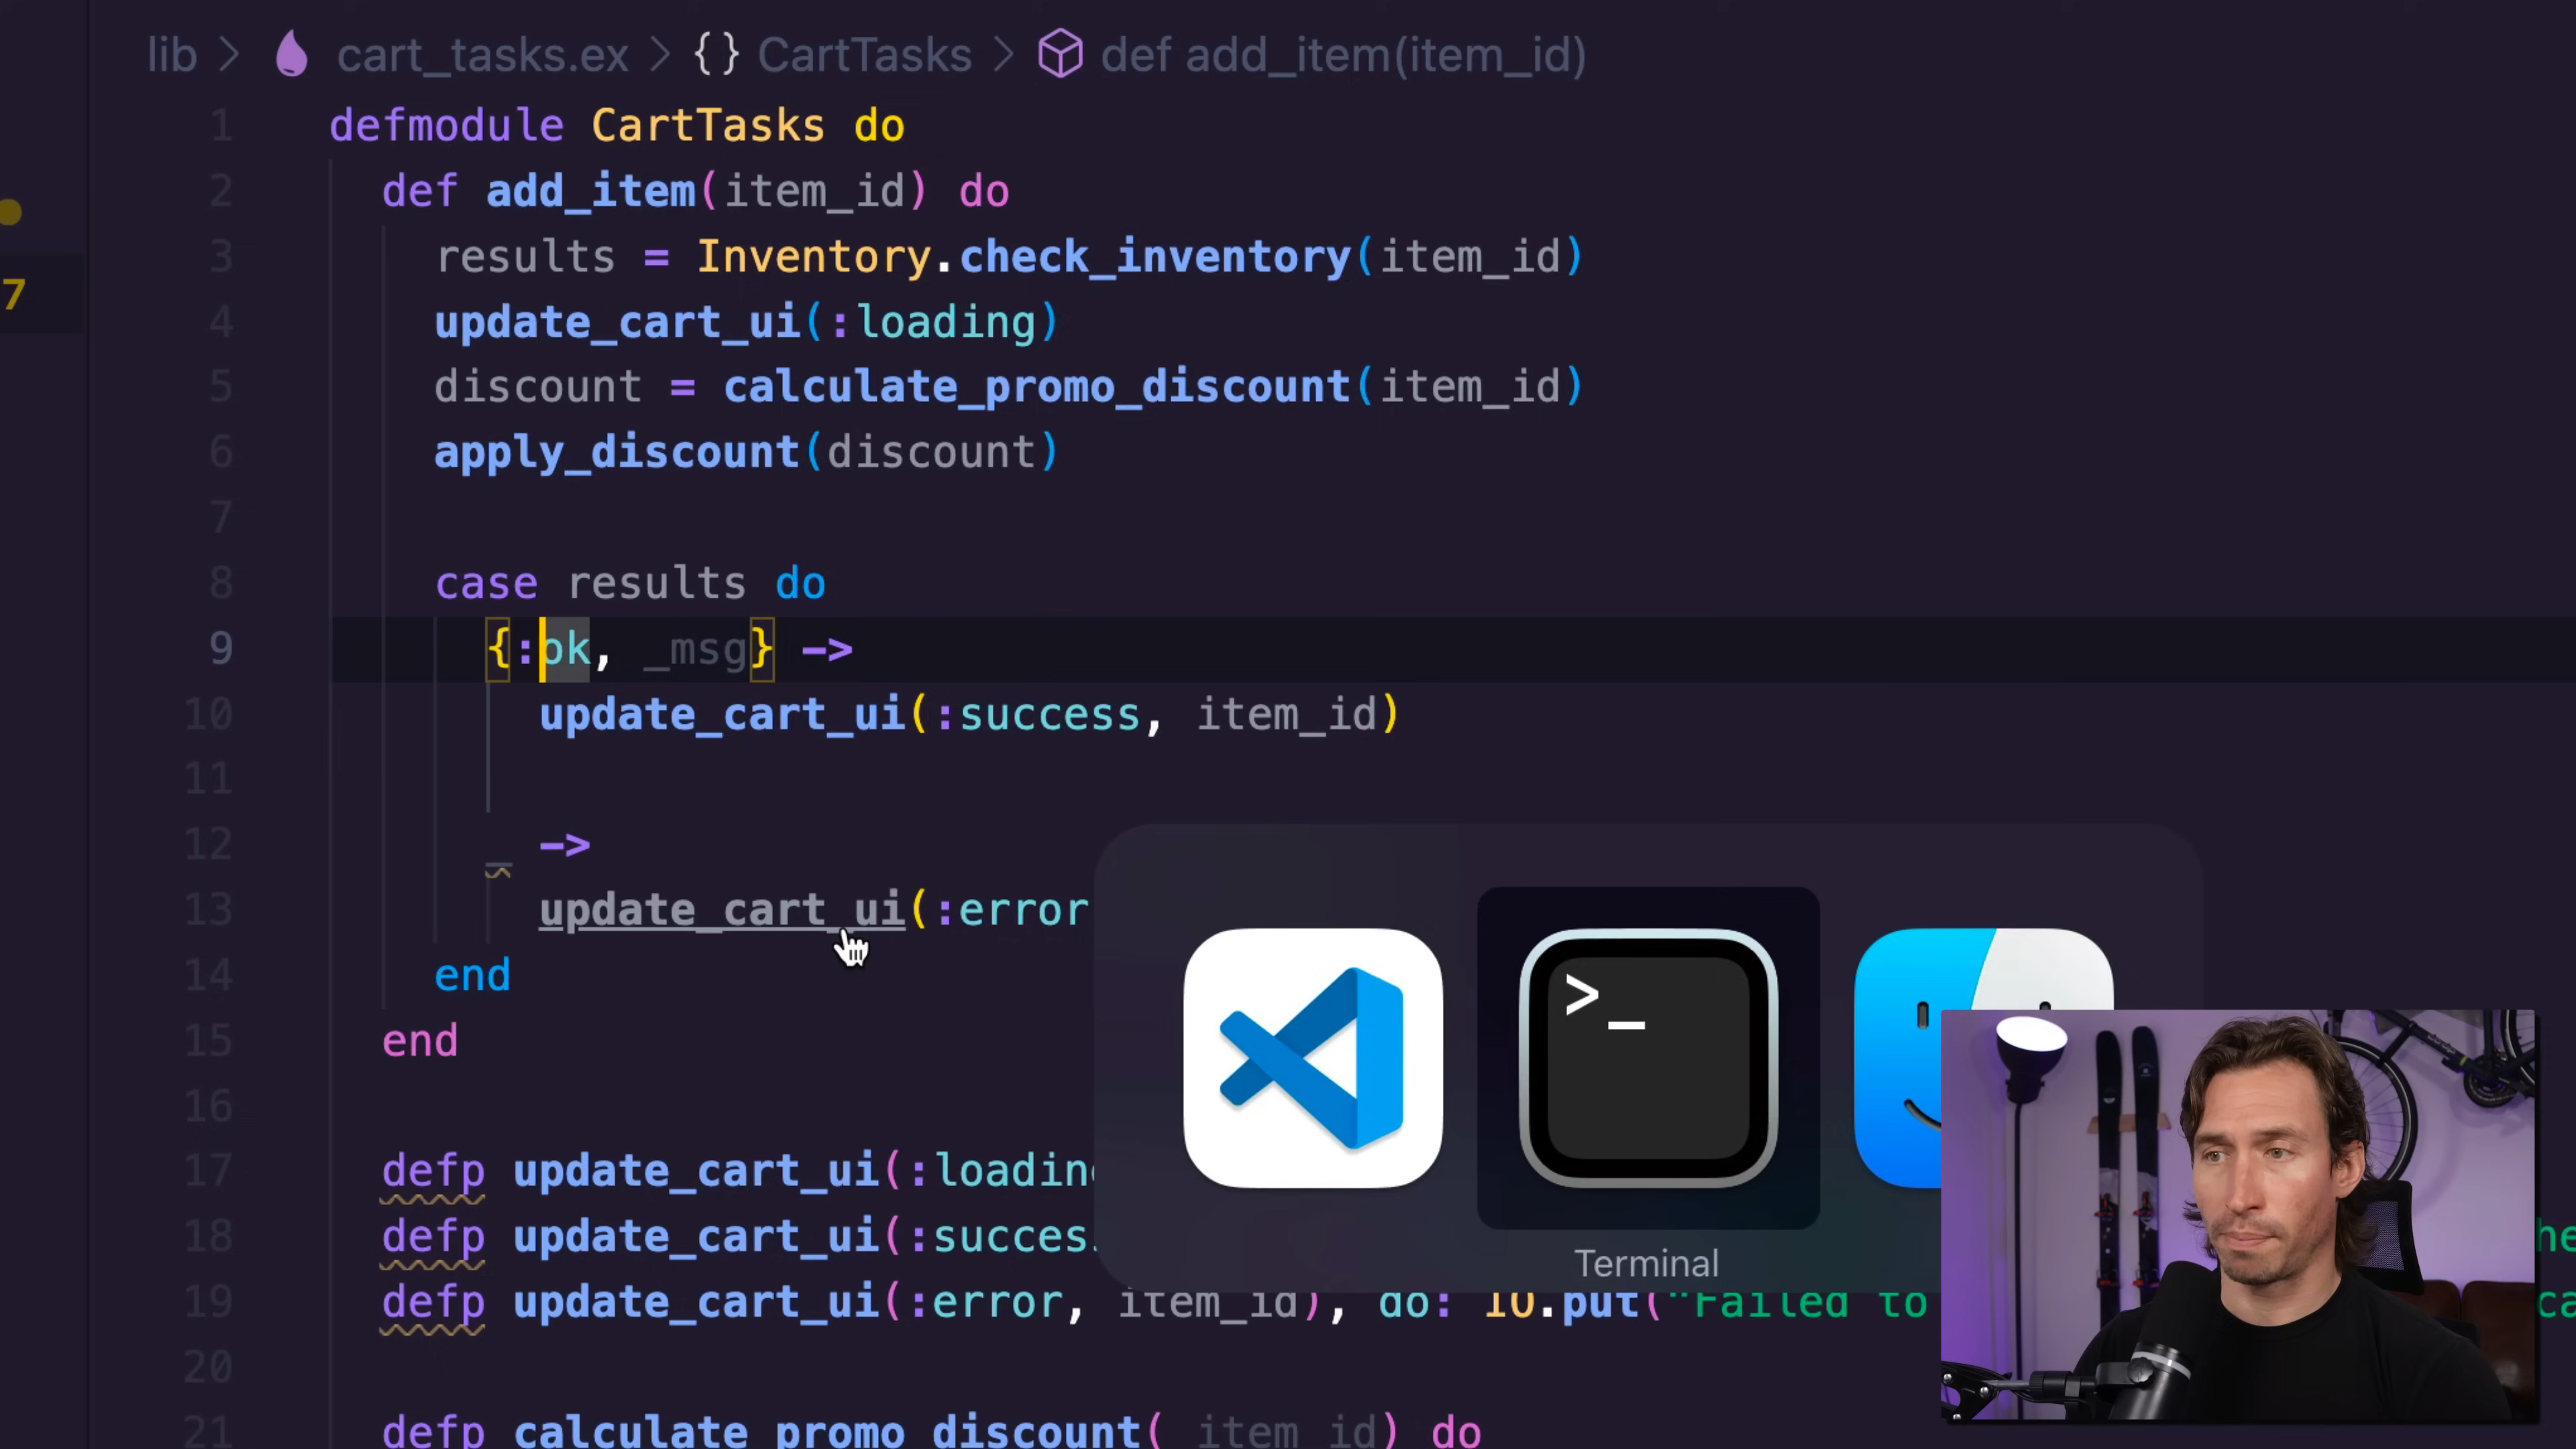 lib > cart_tasks.ex > {} CartTasks > def add_item(item_id)
1 defmodule CartTasks do
2 def add_item(item_id) do
3 results = Inventory.check_inventory(item_id)
4 update_cart_ui(:loading)
5 discount = calculate_promo_discount(item_id)
6 apply_discount(discount)
7
7
8 case results do
9 {:ok, _msg} ->
10 update_cart_ui(:success, item_id)
11
12 _ ->
13 update_cart_ui(:error
14 end
15 end
16
17 defp update_cart_ui(:loading
18 defp update_cart_ui(:success
19 defp update_cart_ui(:error, item_id), do: IO.put("Failed to
20
21 defp calculate_promo_discount(_item_id) do
>_
Terminal